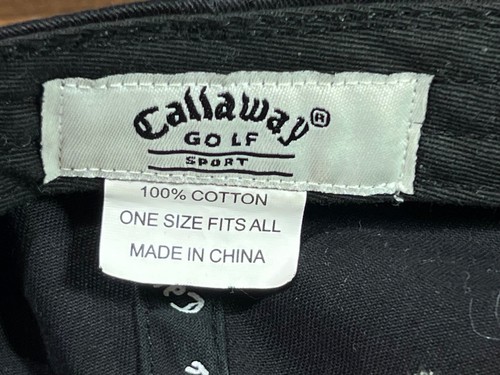 Callaway®
GOLF
SPORT
100% COTTON
ONE SIZE FITS ALL
MADE IN CHINA